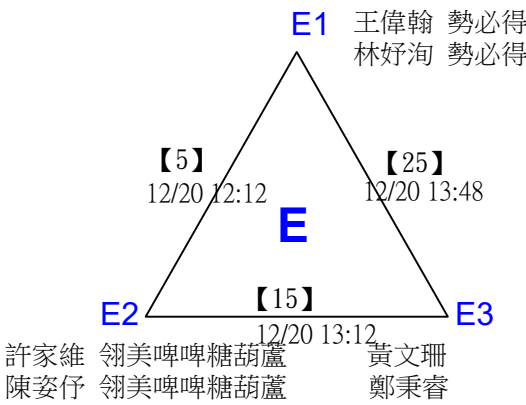 E1 王偉翰 勢必得
林妤洵 勢必得
【5】 【25】
12/20 12:12 12/20 13:48
E
E2 【15】 E3
12/20 13:12
許家維 翎美啤啤糖葫蘆 黃文珊
陳姿伃 翎美啤啤糖葫蘆 鄭秉睿